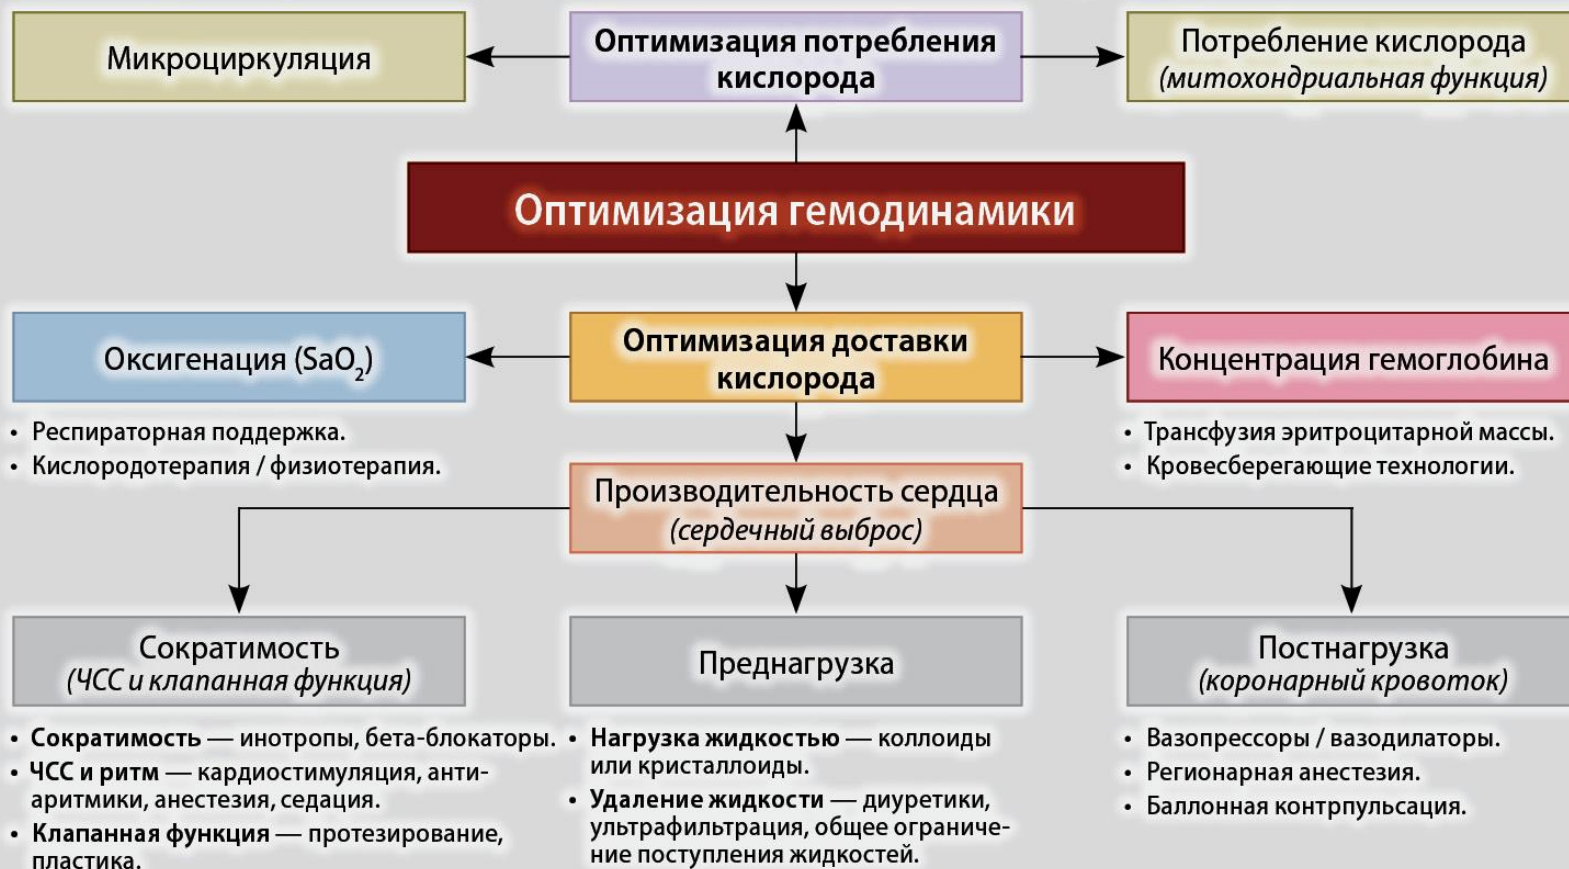 Микроциркуляция
Оптимизация потребления
кислорода
Потребление кислорода
(митохондриальная функция)
Оптимизация гемодинамики
Оксигенация (SaO₂)
Оптимизация доставки
кислорода
Концентрация гемоглобина
• Респираторная поддержка.
• Кислородотерапия / физиотерапия.
• Трансфузия эритроцитарной массы.
• Кровесберегающие технологии.
Производительность сердца
(сердечный выброс)
Сократимость
(ЧСС и клапанная функция)
Преднагрузка
Постнагрузка
(коронарный кровоток)
• Сократимость — инотропы, бета-блокаторы.
• ЧСС и ритм — кардиостимуляция, анти-
аритмики, анестезия, седация.
• Клапанная функция — протезирование,
пластика.
• Нагрузка жидкостью — коллоиды
или кристаллоиды.
• Удаление жидкости — диуретики,
ультрафильтрация, общее ограниче-
ние поступления жидкостей.
• Вазопрессоры / вазодилаторы.
• Регионарная анестезия.
• Баллонная контрпульсация.